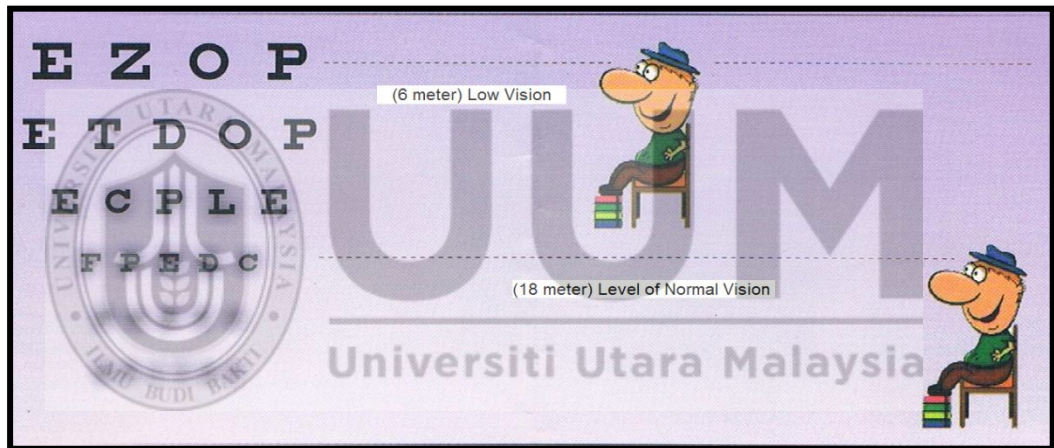 E Z O P
(6 meter) Low Vision
E T D O P
E C P L E
F P E D C
(18 meter) Level of Normal Vision
UUM
Universiti Utara Malaysia
UNIVERSITI UTARA MALAYSIA
ILMU BUDI BAKTI